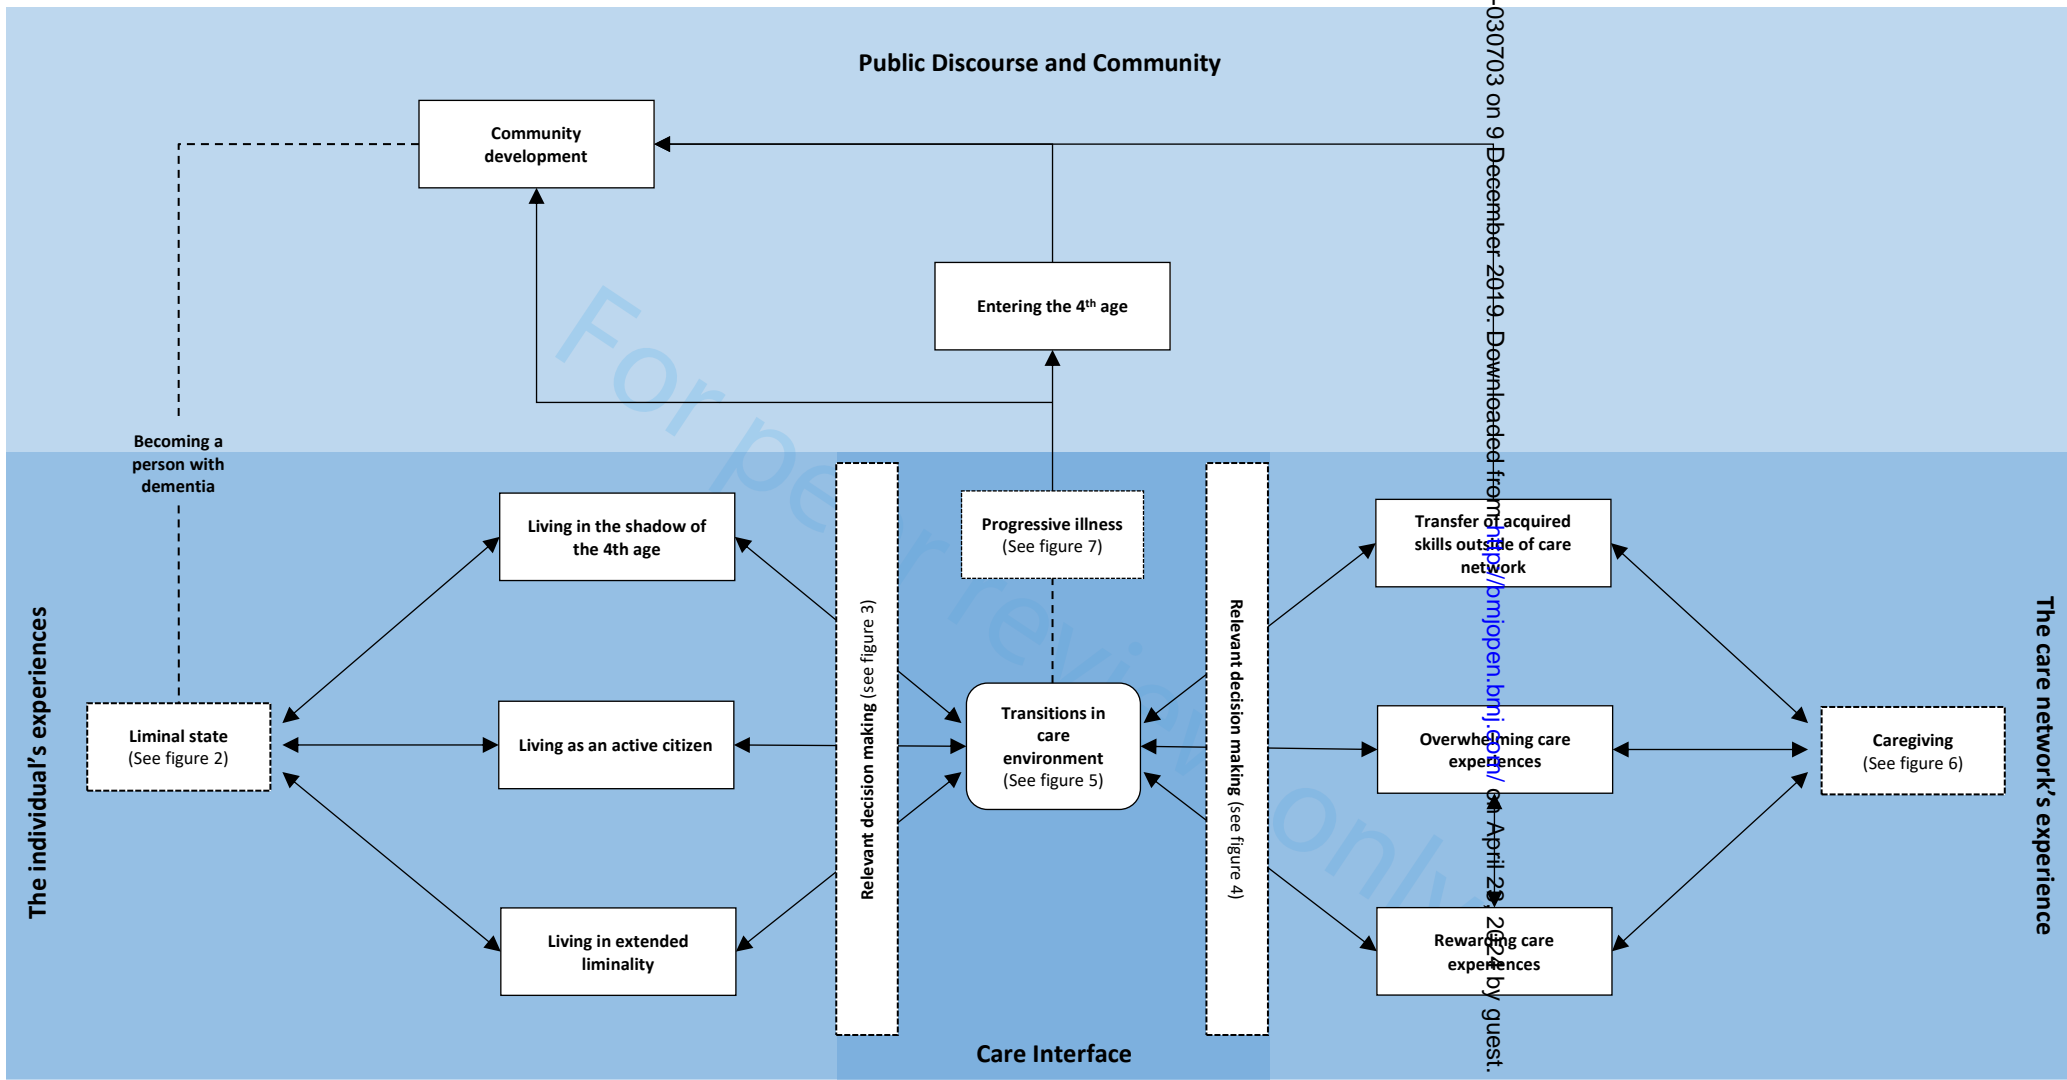 Public Discourse and Community
Community
development
Entering the 4th age
Becoming a
person with
dementia
The individual's experiences
Liminal state
(See figure 2)
Living in the shadow of
the 4th age
Living as an active citizen
Living in extended
liminality
Relevant decision making (see figure 3)
Progressive illness
(See figure 7)
Transitions in
care
environment
(See figure 5)
Care Interface
Relevant decision making (see figure 4)
Transfer of acquired
skills outside of care
network
Overwhelming care
experiences
Rewarding care
experiences
Caregiving
(See figure 6)
The care network's experience
For peer review only
-030703 on 9 December 2019. Downloaded from http://bmjopen.bmj.com/ on April 23, 2024 by guest.